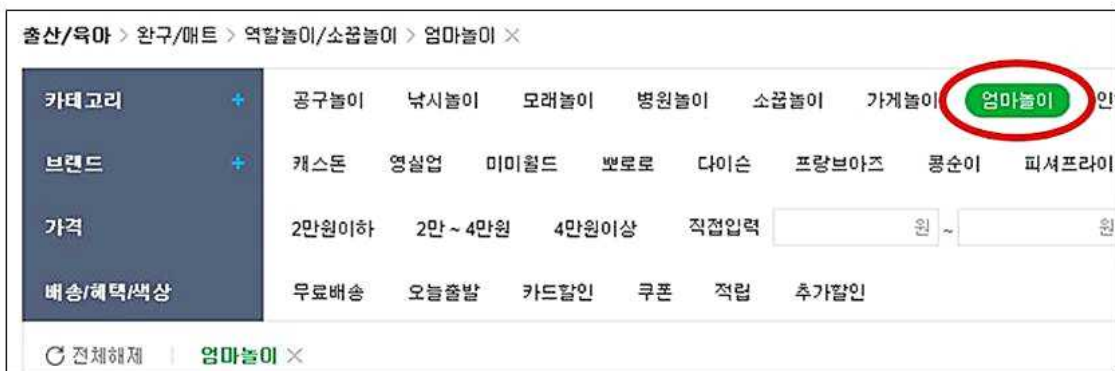 출산/육아 > 완구/매트 > 역할놀이/소꿉놀이 > 엄마놀이 ×
카테고리 + 공구놀이 낚시놀이 모래놀이 병원놀이 소꿉놀이 가게놀이 엄마놀이 인
브랜드 + 캐스돈 영실업 미미월드 뽀로로 다이슨 프랑브아즈 콩순이 피셔프라이
가격 2만원이하 2만 ~ 4만원 4만원이상 직접입력 원 ~ 원
배송/혜택/색상 무료배송 오늘출발 카드할인 쿠폰 적립 추가할인
전체해제 | 엄마놀이 ×